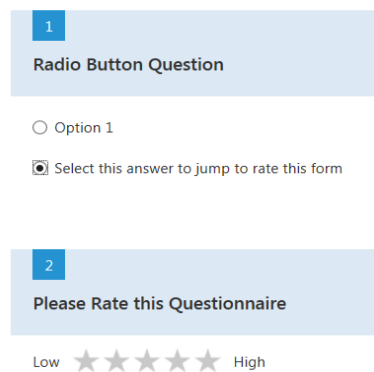 1
Radio Button Question
Option 1
Select this answer to jump to rate this form
2
Please Rate this Questionnaire
Low High